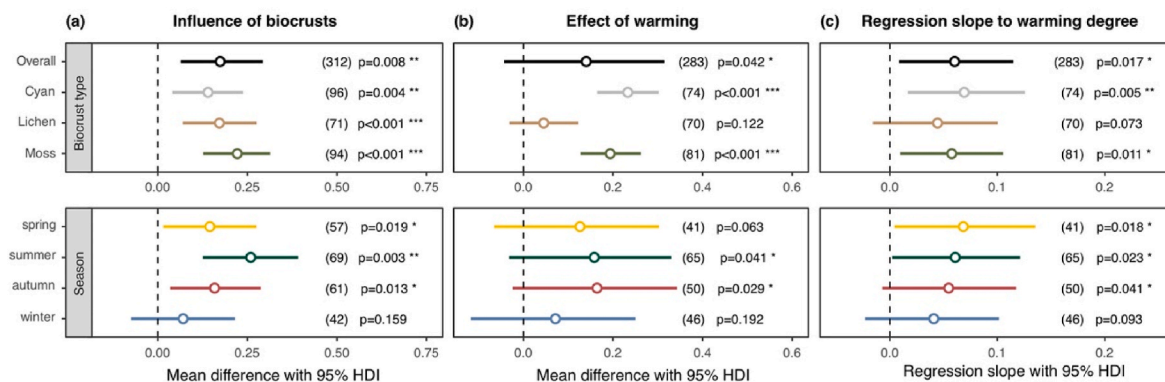 (a) Influence of biocrusts (b) Effect of warming (c) Regression slope to warming degree
Biocrust type
Overall (312) p=0.008 ** (283) p=0.042 * (283) p=0.017 *
Cyan (96) p=0.004 ** (74) p<0.001 *** (74) p=0.005 **
Lichen (71) p<0.001 *** (70) p=0.122 (70) p=0.073
Moss (94) p<0.001 *** (81) p<0.001 *** (81) p=0.011 *
0.00 0.25 0.50 0.75 0.0 0.2 0.4 0.6 0.0 0.1 0.2
Season
spring (57) p=0.019 * (41) p=0.063 (41) p=0.018 *
summer (69) p=0.003 ** (65) p=0.041 * (65) p=0.023 *
autumn (61) p=0.013 * (50) p=0.029 * (50) p=0.041 *
winter (42) p=0.159 (46) p=0.192 (46) p=0.093
0.00 0.25 0.50 0.75 0.0 0.2 0.4 0.6 0.0 0.1 0.2
Mean difference with 95% HDI Mean difference with 95% HDI Regression slope with 95% HDI